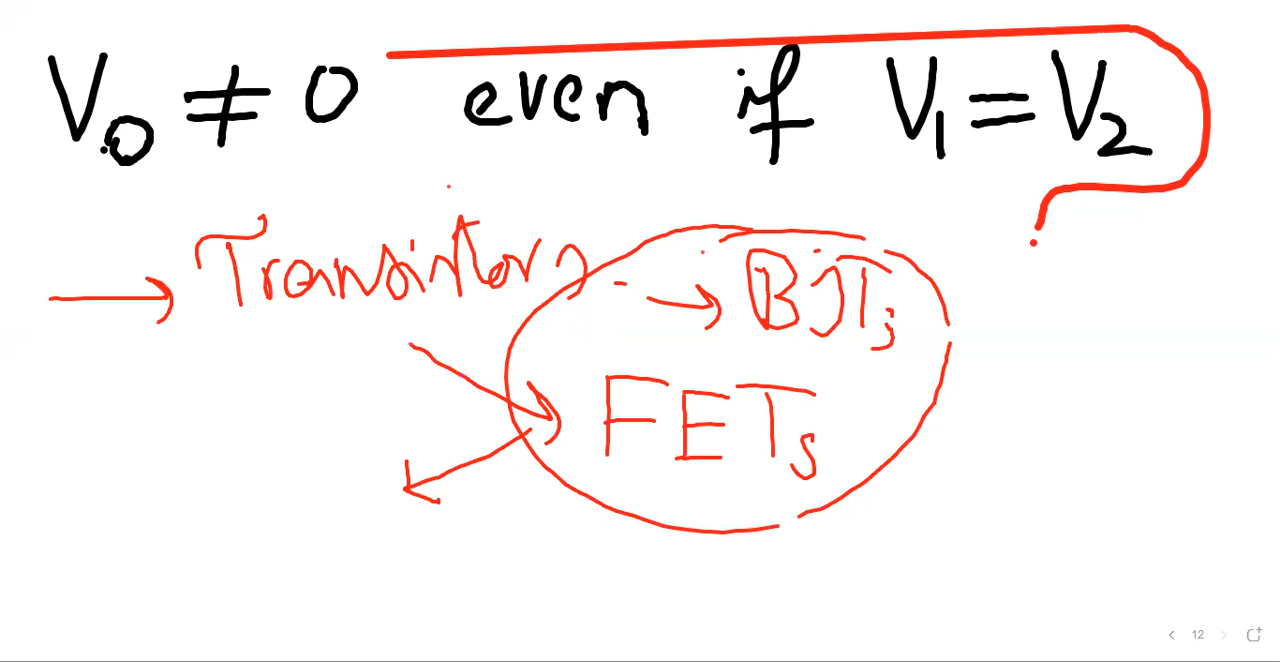 V₀ ≠ 0 even if V₁ = V₂ ?
→ Transistors → BJTs
FETs
12